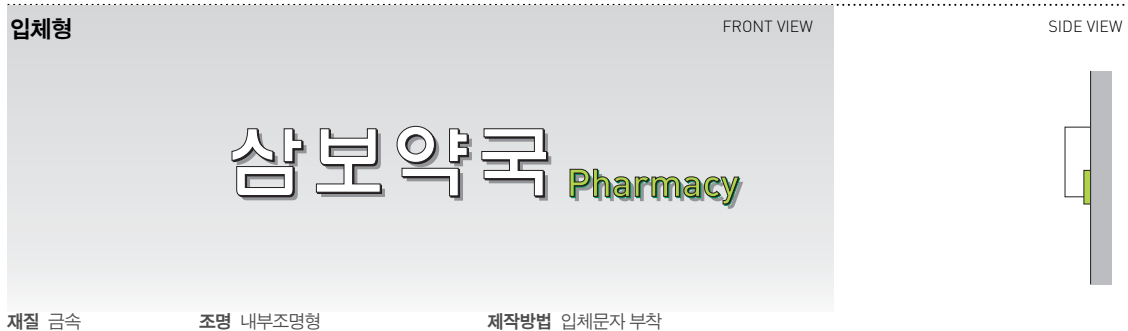 입체형
FRONT VIEW
SIDE VIEW
삼보약국 Pharmacy
재질 금속
조명 내부조명형
제작방법 입체문자 부착